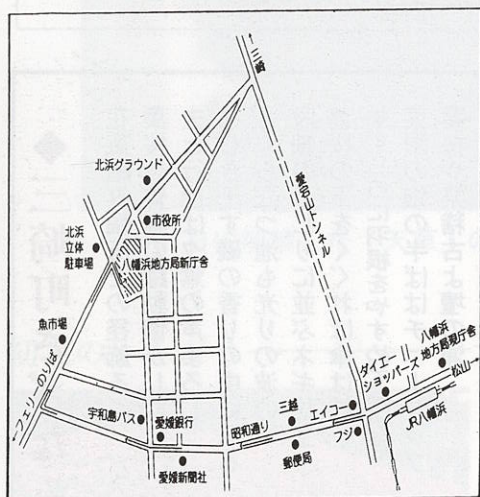 ↑三崎
愛宕山トンネル
北浜グラウンド
市役所
北浜
立体
駐車場
八幡浜地方局新庁舎
魚市場
←フェリーのりば
宇和島バス
愛媛銀行
愛媛新聞社
昭和通り
三越
郵便局
エイコー
フジ
ダイエー
ショッパーズ
八幡浜
地方局現庁舎
松山→
JR八幡浜